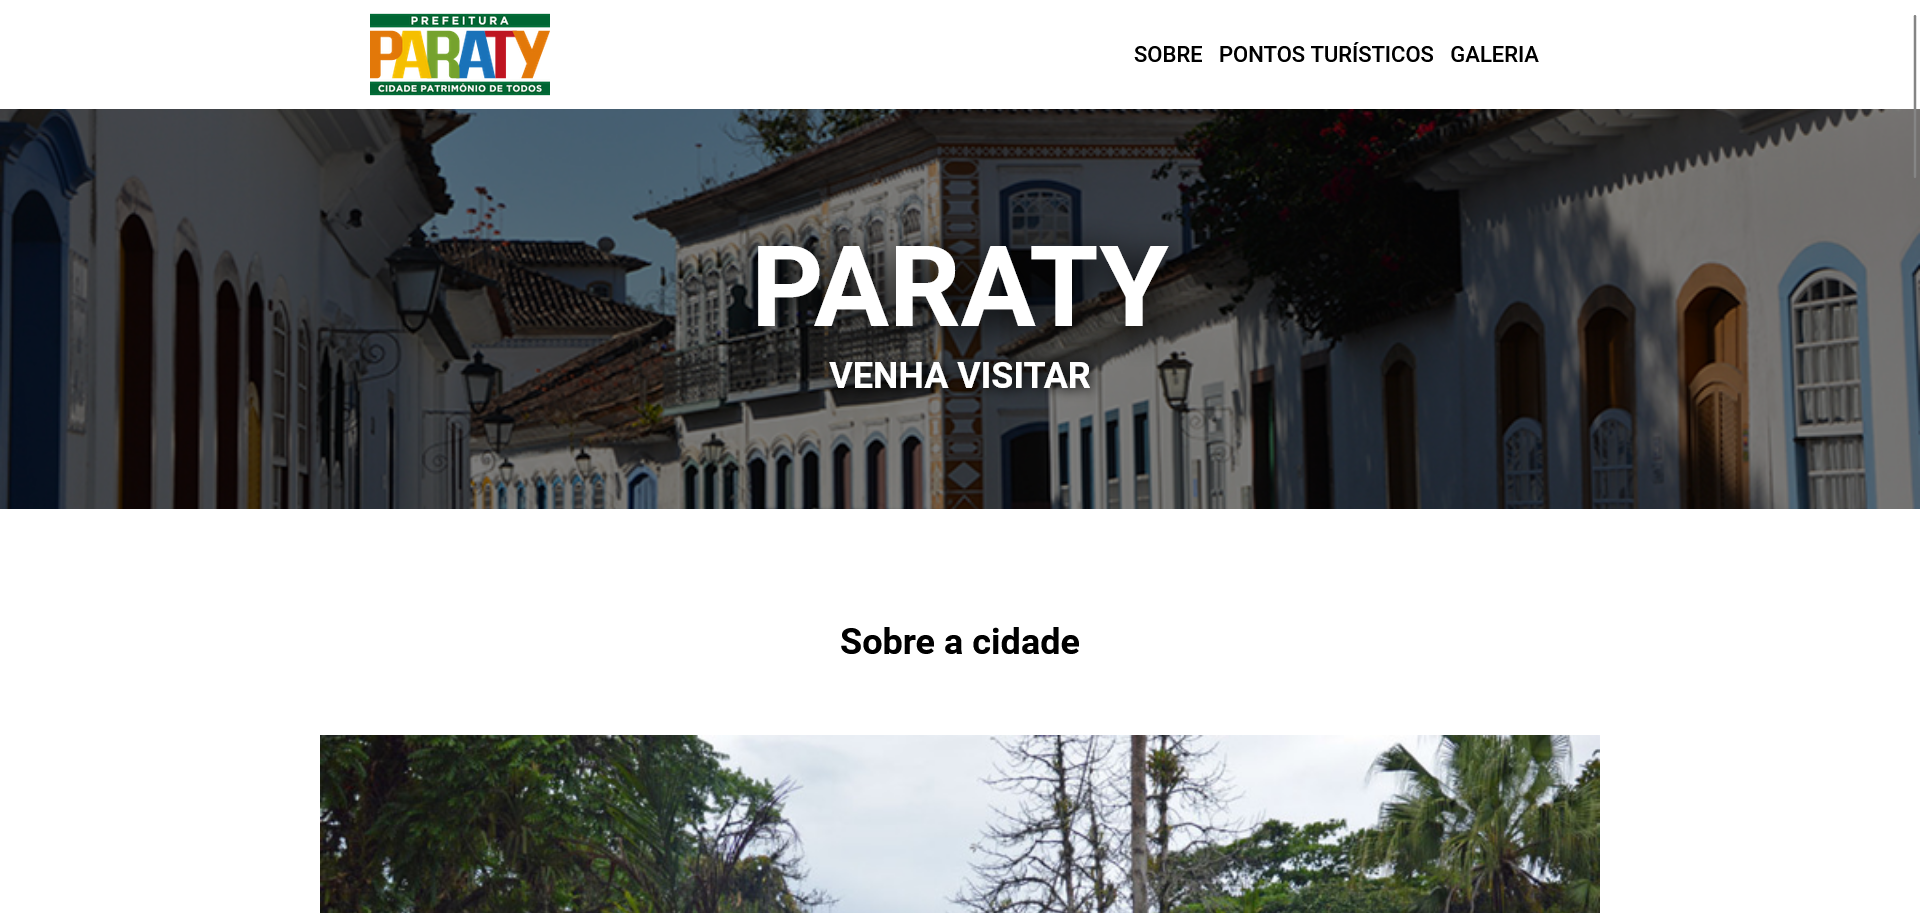 PREFEITURA
PARATY
CIDADE PATRIMÔNIO DE TODOS
SOBRE PONTOS TURÍSTICOS GALERIA
PARATY
VENHA VISITAR
Sobre a cidade